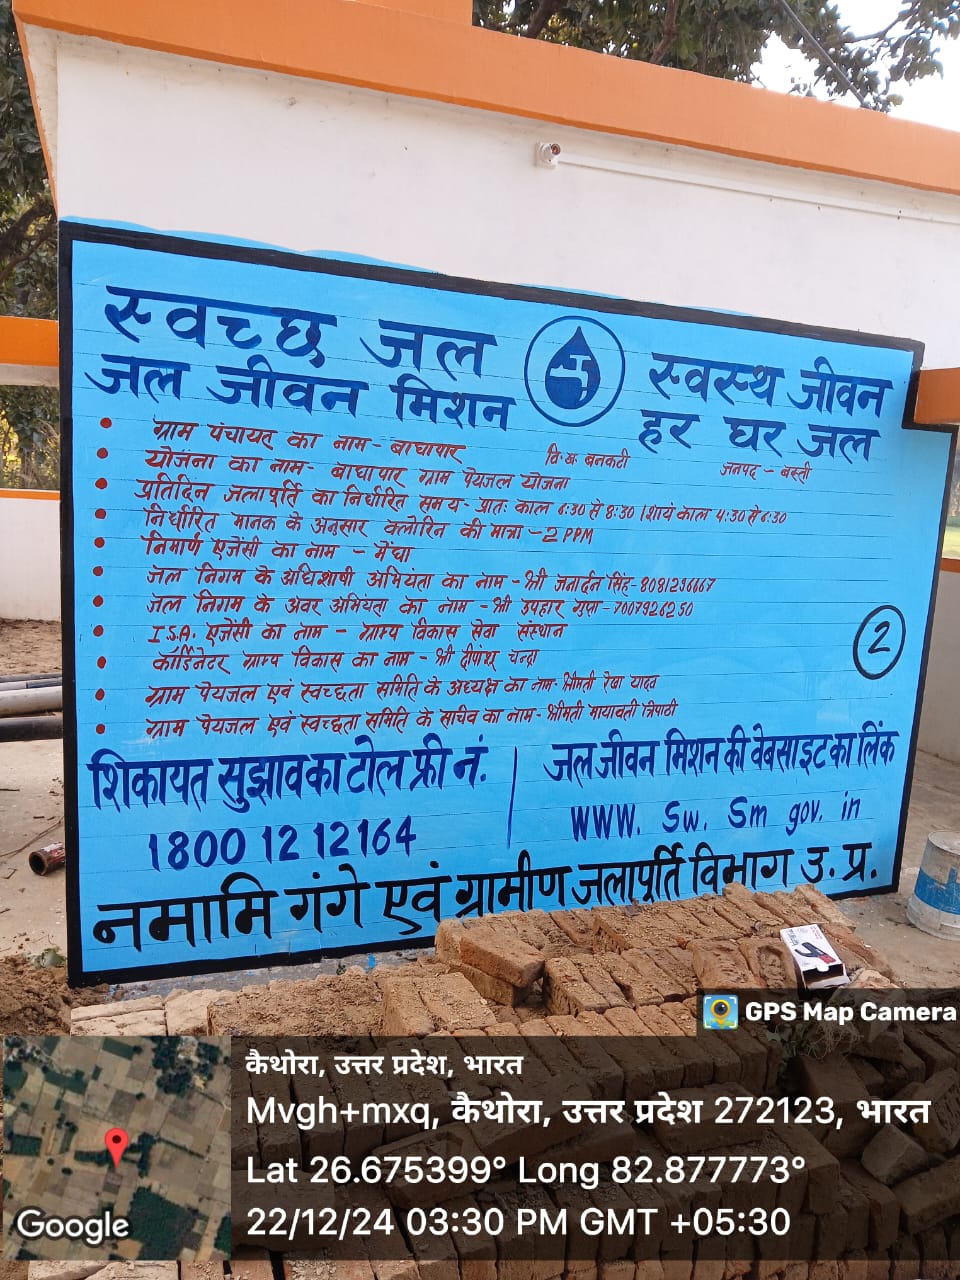 स्वच्छ जल
जल जीवन मिशन
स्वस्थ जीवन
हर घर जल
• ग्राम पंचायत का नाम - बाघापार वि.ख. बनकटी जनपद - बस्ती
• योजना का नाम - बाघापार ग्राम पेयजल योजना
• प्रतिदिन जलापूर्ति का निर्धारित समय - प्रातः काल 6:30 से 8:30 । शायं काल 4:30 से 6:30
• निर्धारित मानक के अनुसार क्लोरिन की मात्रा - 2 PPM
• निमार्ण एजेंसी का नाम - मेघा
• जल निगम के अधिशाषी अभियंता का नाम - श्री जनार्दन सिंह - 8081296667
• जल निगम के अवर अभियंता का नाम - श्री उपहार गुप्ता - 7007926250
• I.S.A. एजेंसी का नाम - ग्राम्य विकास सेवा संस्थान
• कॉर्डिनेटर ग्राम्य विकास का नाम - श्री दीपांशू चन्द्रा
• ग्राम पेयजल एवं स्वच्छता समिति के अध्यक्ष का नाम - श्रीमती रेखा यादव
• ग्राम पेयजल एवं स्वच्छता समिति के सचिव का नाम - श्रीमती मायावती त्रिपाठी
2
शिकायत सुझाव का टोल फ्री नं.
1800 12 12164
जल जीवन मिशन की वेबसाइट का लिंक
WWW. Sw. Sm gov. in
नमामि गंगे एवं ग्रामीण जलापूर्ति विभाग उ. प्र.
GPS Map Camera
कैथोरा, उत्तर प्रदेश, भारत
Mvgh+mxq, कैथोरा, उत्तर प्रदेश 272123, भारत
Lat 26.675399° Long 82.877773°
22/12/24 03:30 PM GMT +05:30
Google